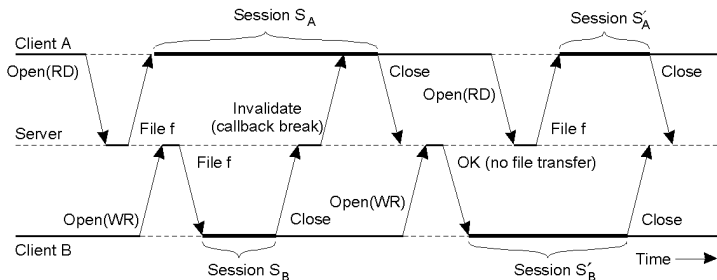 Session S_A
Session S′_A
Client A
Open(RD)
Close
Close
Invalidate
(callback break)
Open(RD)
Server
File f
File f
File f
OK (no file transfer)
Open(WR)
Close
Open(WR)
Close
Client B
Session S_B
Session S′_B
Time